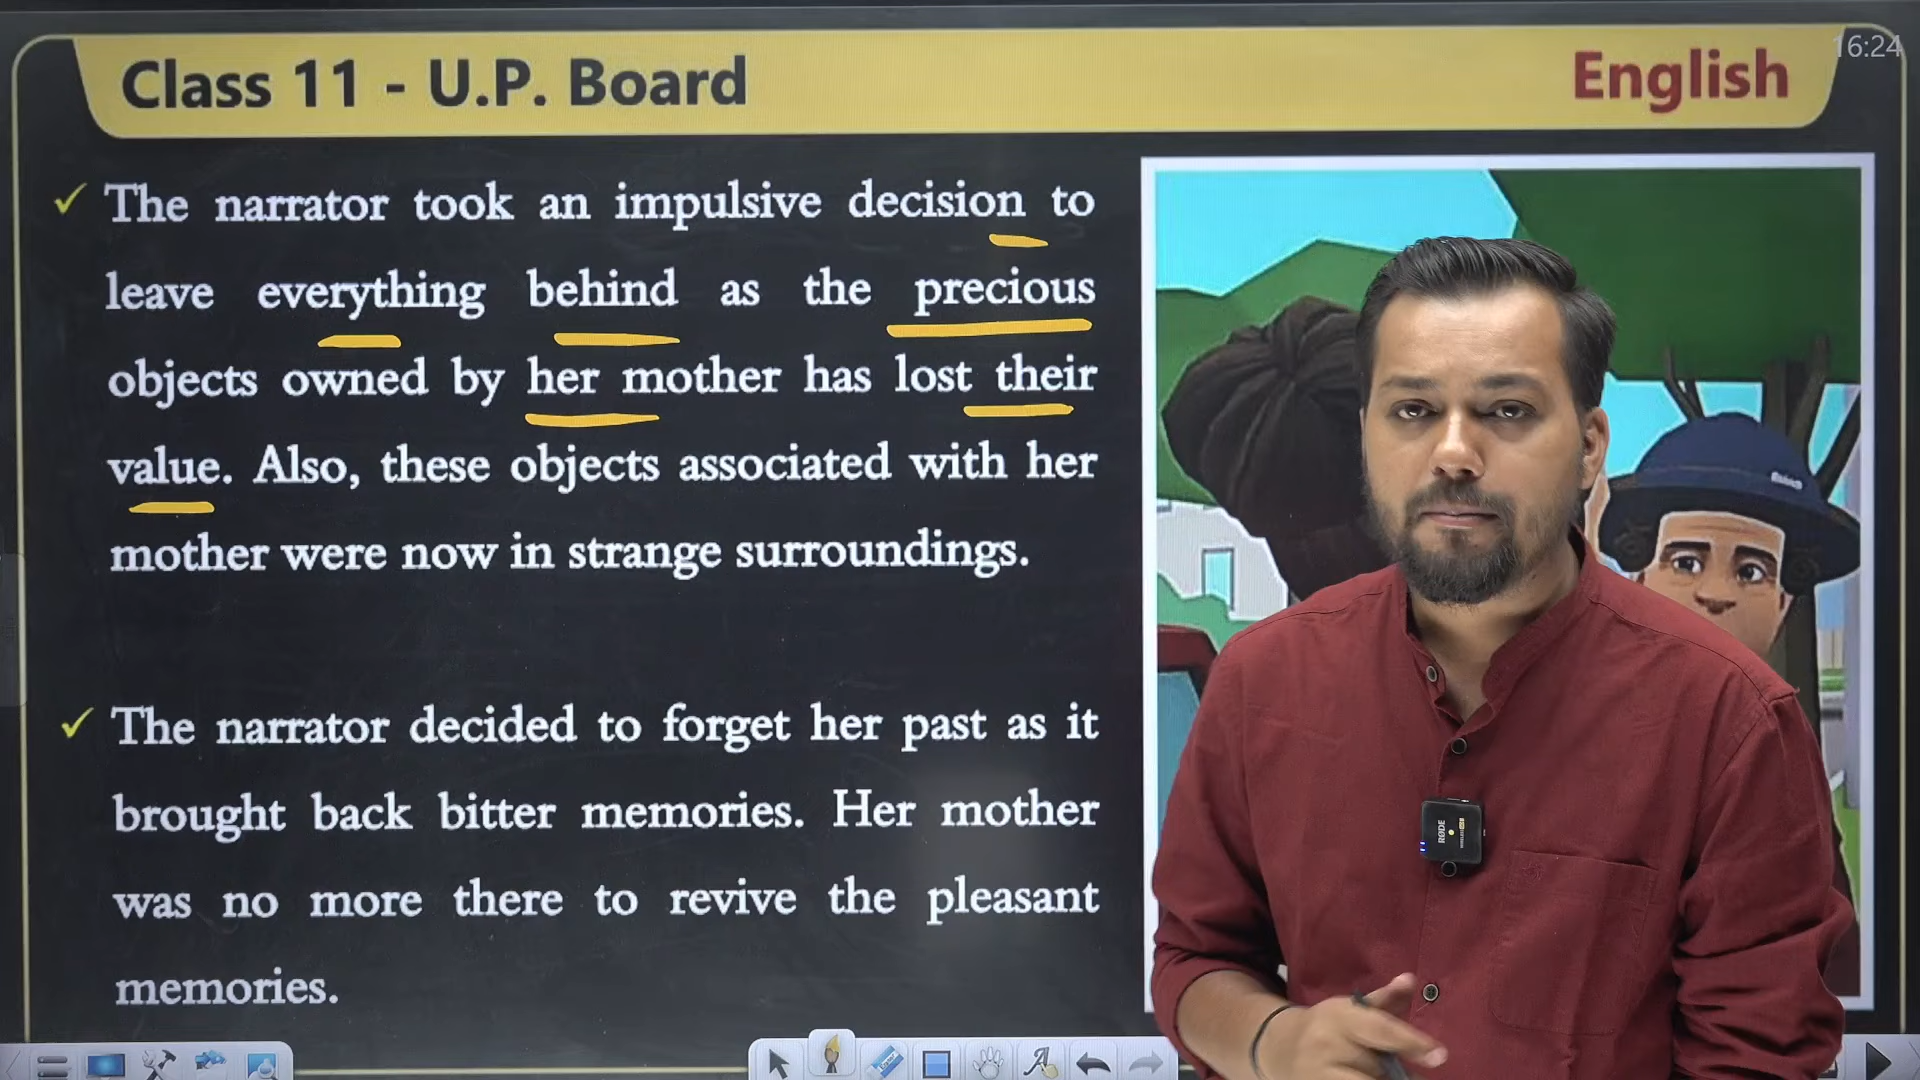 Class 11 - U.P. Board
English
16:24
✓ The narrator took an impulsive decision to
leave everything behind as the precious
objects owned by her mother has lost their
value. Also, these objects associated with her
mother were now in strange surroundings.
✓ The narrator decided to forget her past as it
brought back bitter memories. Her mother
was no more there to revive the pleasant
memories.
RØDE